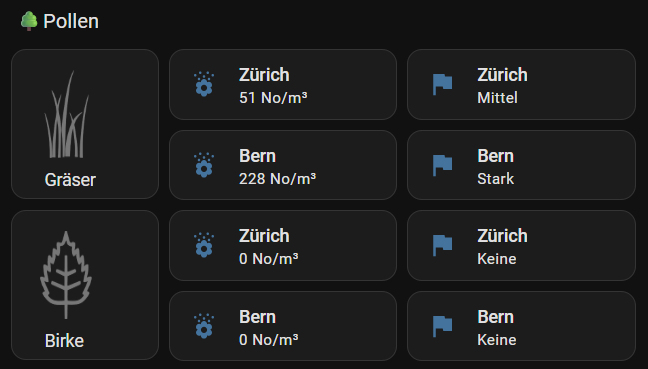 Pollen
Gräser
Zürich
51 No/m³
Zürich
Mittel
Bern
228 No/m³
Bern
Stark
Birke
Zürich
0 No/m³
Zürich
Keine
Bern
0 No/m³
Bern
Keine